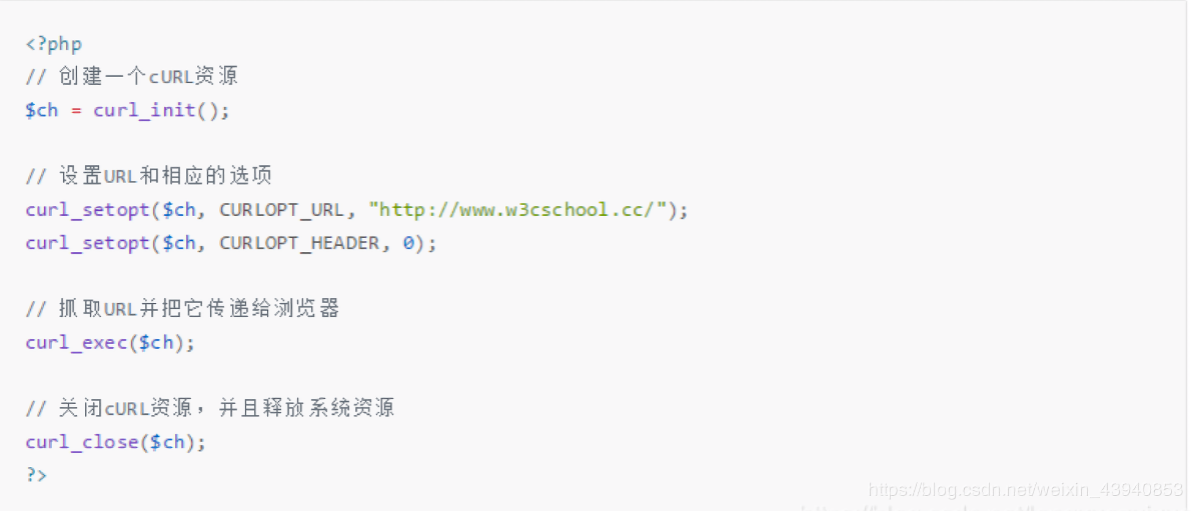 <?php
// 创建一个cURL资源
$ch = curl_init();
// 设置URL和相应的选项
curl_setopt($ch, CURLOPT_URL, "http://www.w3cschool.cc/");
curl_setopt($ch, CURLOPT_HEADER, 0);
// 抓取URL并把它传递给浏览器
curl_exec($ch);
// 关闭cURL资源，并且释放系统资源
curl_close($ch);
?>
https://blog.csdn.net/weixin_43940853